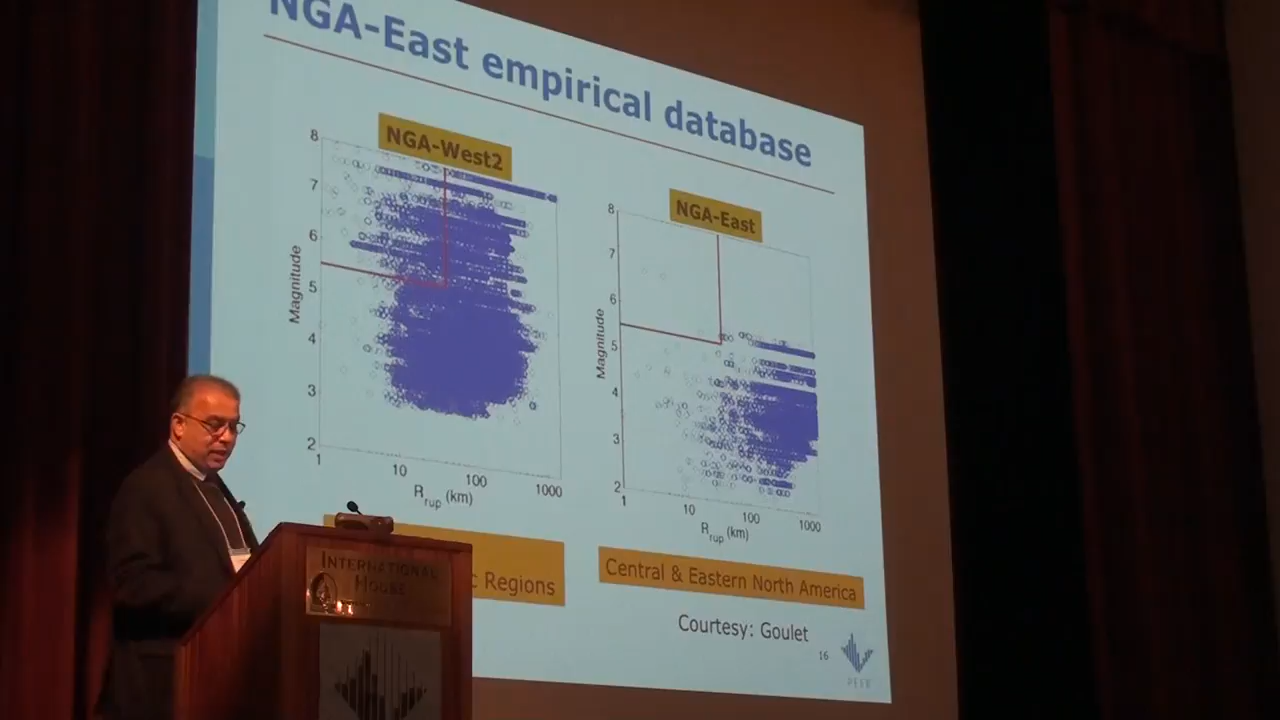 NGA-East empirical database
NGA-West2
8
7
6
5
4
3
2
Magnitude
1
10
100
1000
Rrup (km)
NGA-East
8
7
6
5
4
3
2
Magnitude
1
10
100
1000
Rrup (km)
c Regions
Central & Eastern North America
Courtesy: Goulet
16
PEER
INTERNATIONAL
HOUSE